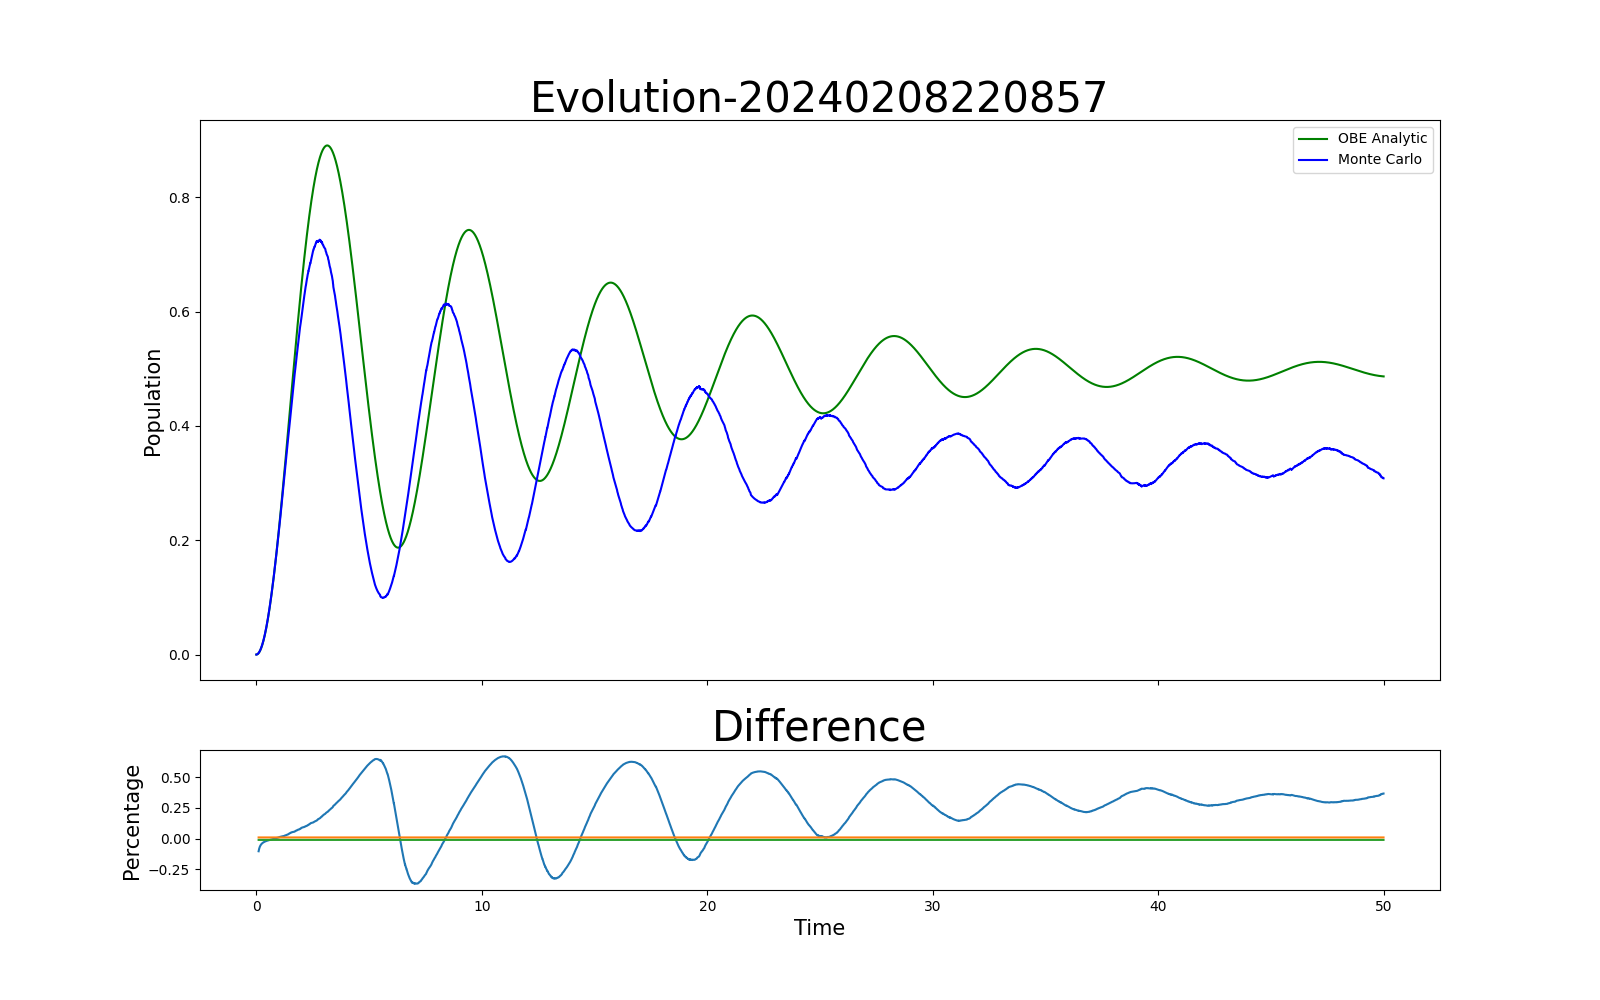 Evolution-20240208220857
OBE Analytic
Monte Carlo
Population
0.8
0.6
0.4
0.2
0.0
Difference
Percentage
0.50
0.25
0.00
−0.25
0 10 20 30 40 50
Time